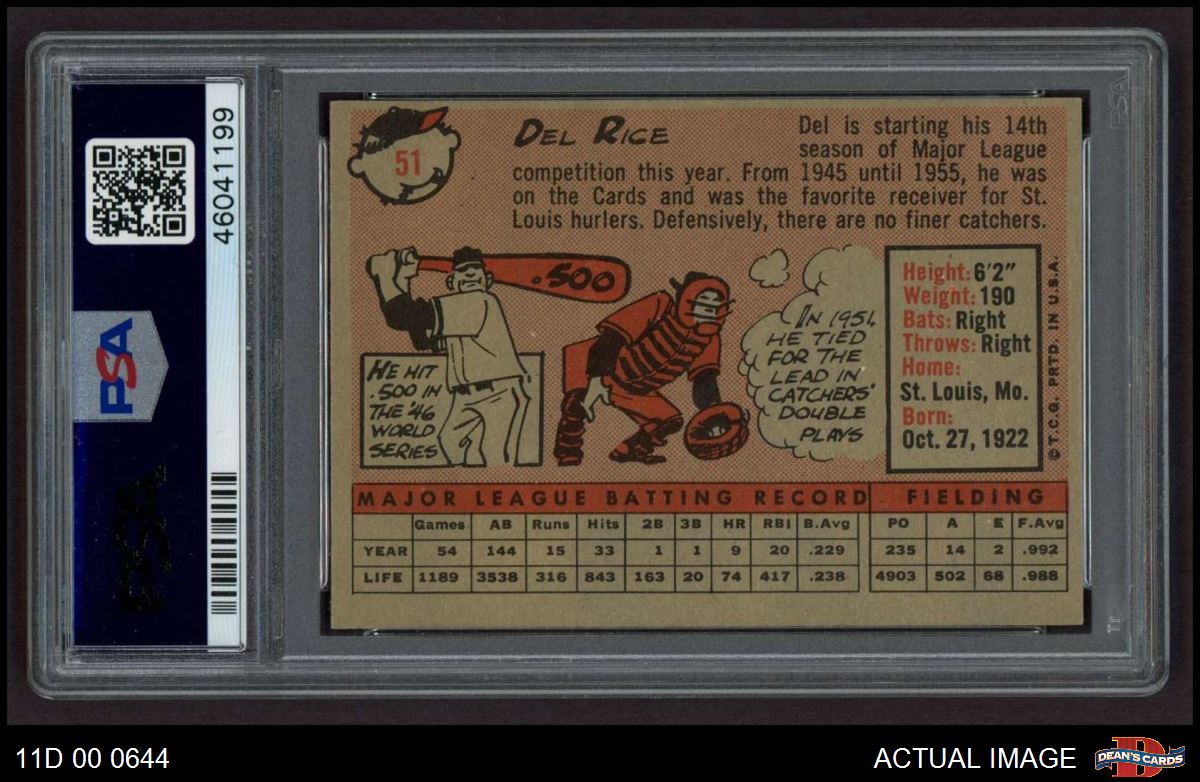 46041199
PSA
PSA
51
DEL RICE
Del is starting his 14th
season of Major League
competition this year. From 1945 until 1955, he was
on the Cards and was the favorite receiver for St.
Louis hurlers. Defensively, there are no finer catchers.
.500
HE HIT
.500 IN
THE '46
WORLD
SERIES
IN 1951,
HE TIED
FOR THE
LEAD IN
CATCHERS'
DOUBLE
PLAYS
Height: 6'2"
Weight: 190
Bats: Right
Throws: Right
Home:
St. Louis, Mo.
Born:
Oct. 27, 1922
© T.C.G. PRTD. IN U.S.A.
MAJOR LEAGUE BATTING RECORD FIELDING
Games AB Runs Hits 2B 3B HR RBI B.Avg PO A E F.Avg
YEAR 54 144 15 33 1 1 9 20 .229 235 14 2 .992
LIFE 1189 3538 316 843 163 20 74 417 .238 4903 502 68 .988
PSA
11D 00 0644
ACTUAL IMAGE
DEAN'S CARDS